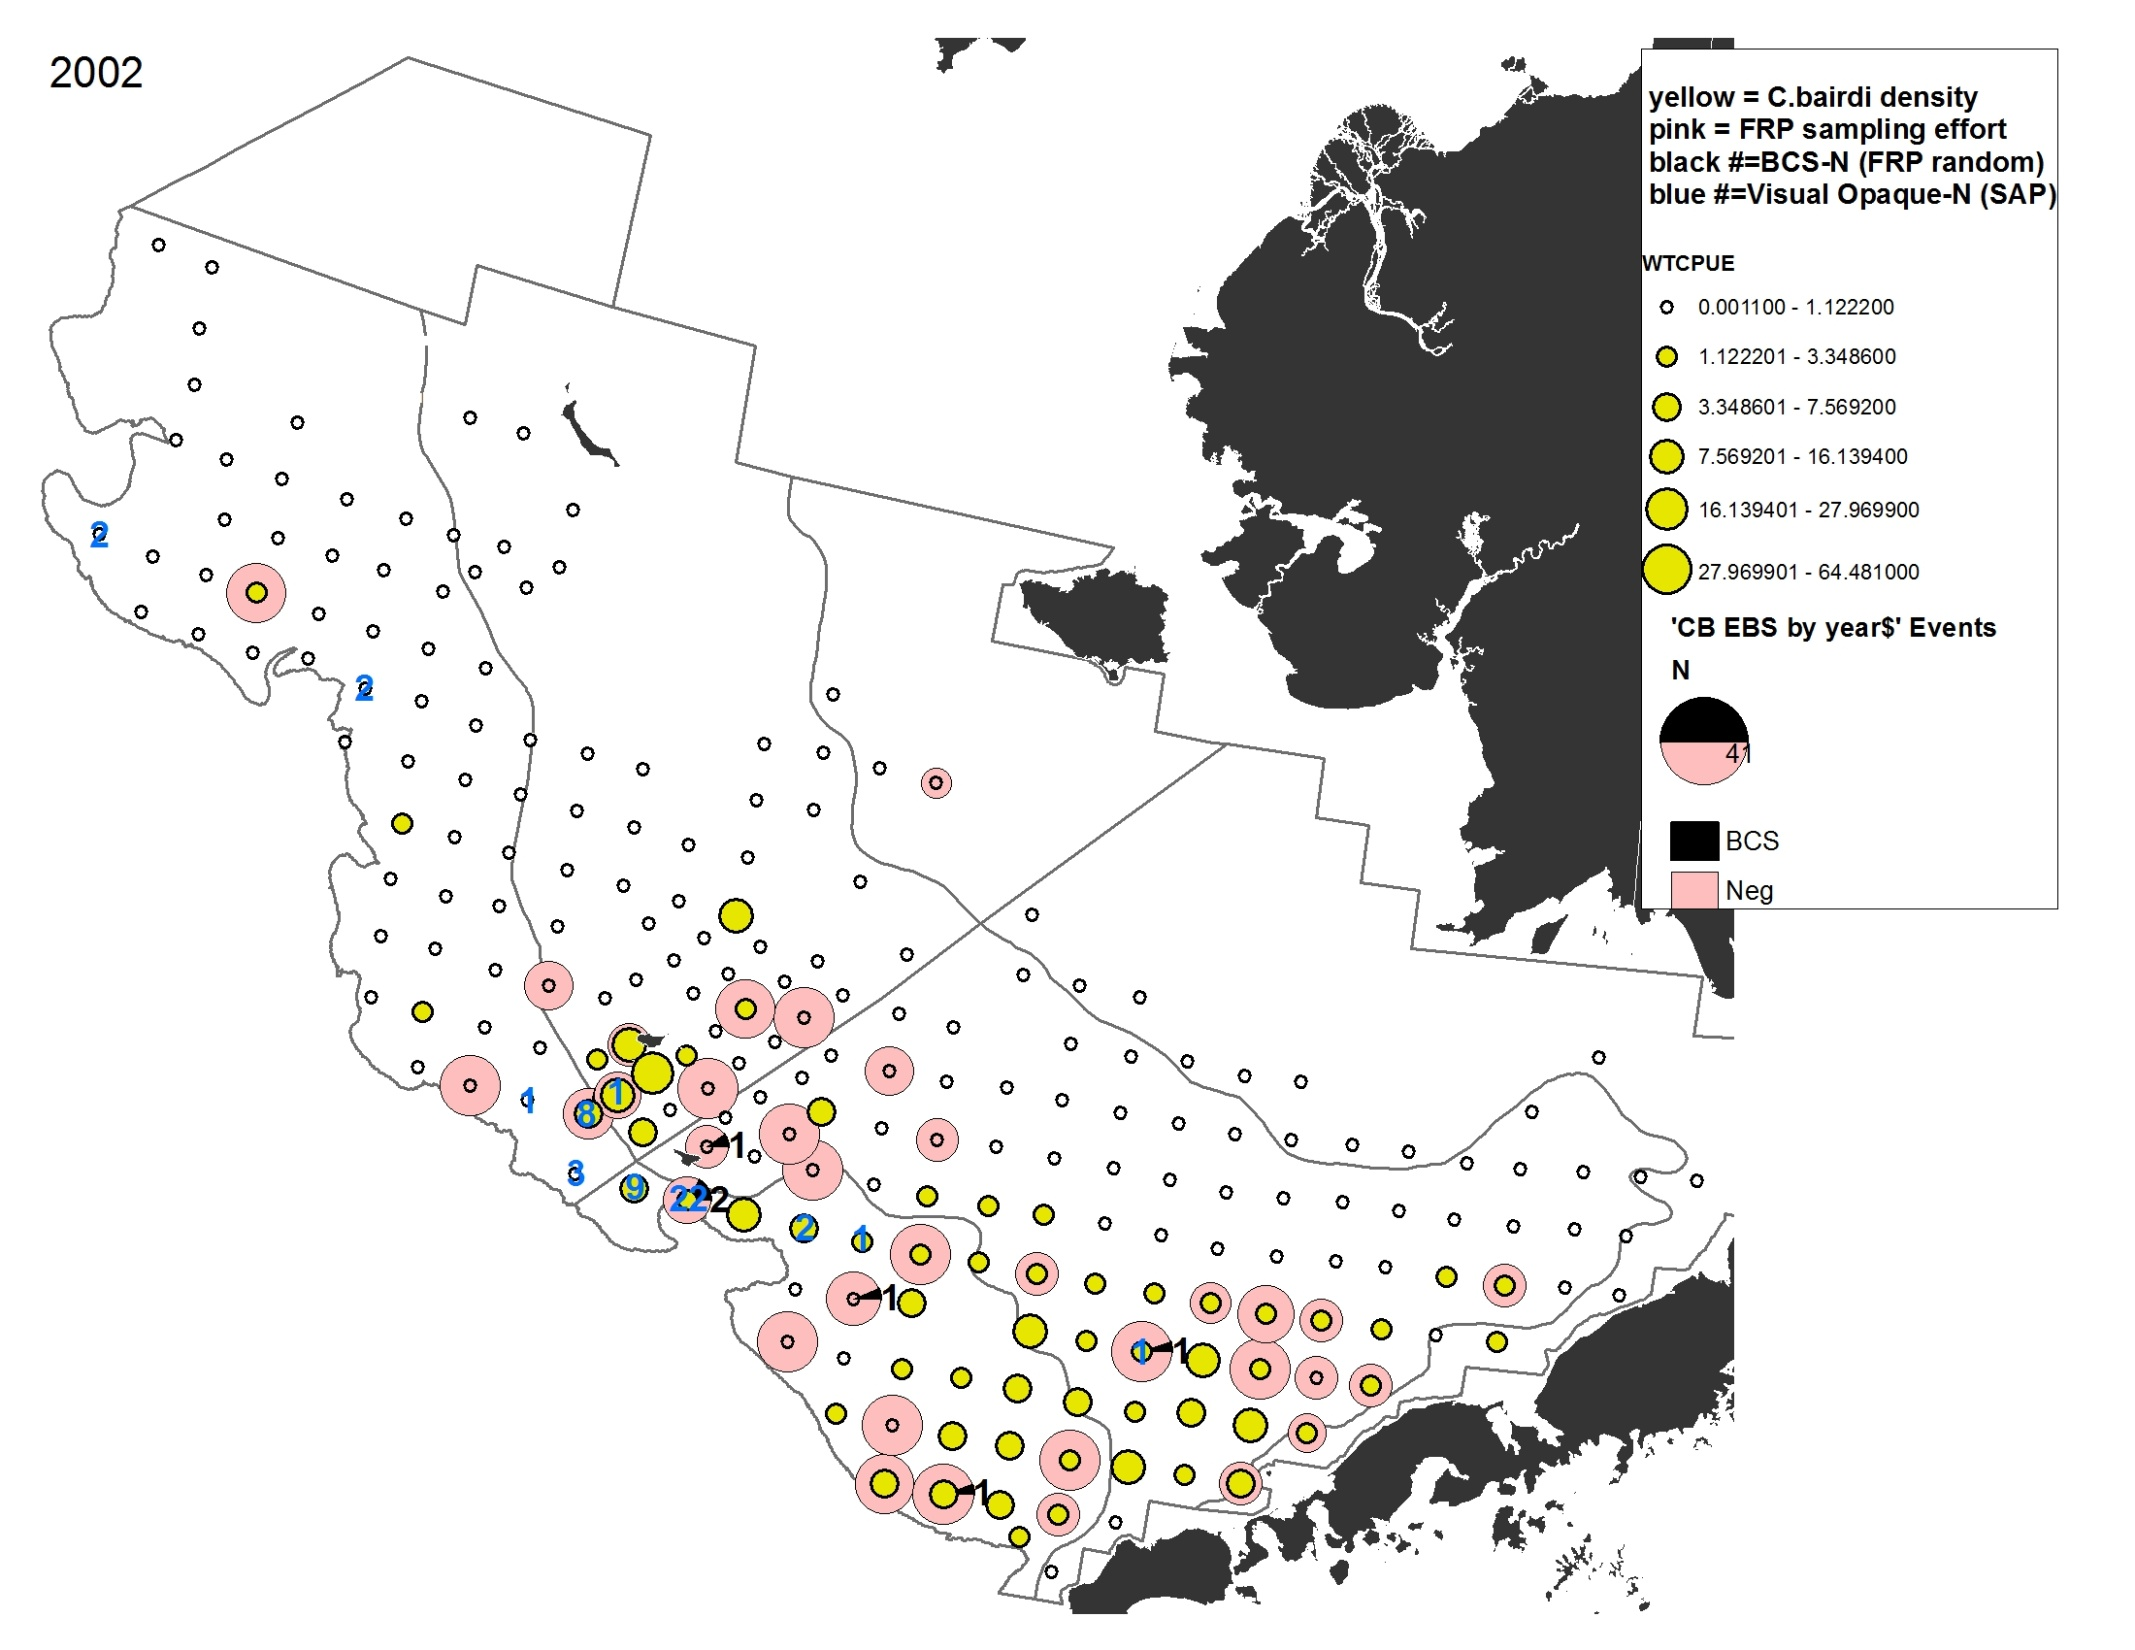 2002
yellow = C.bairdi density
pink = FRP sampling effort
black #=BCS-N (FRP random)
blue #=Visual Opaque-N (SAP)
WTCPUE
0.001100 - 1.122200
1.122201 - 3.348600
3.348601 - 7.569200
7.569201 - 16.139400
16.139401 - 27.969900
27.969901 - 64.481000
'CB EBS by year$' Events
N
41
BCS
Neg
2
2
1
8
1
1
3
9
22
2
2
1
1
1
1
1